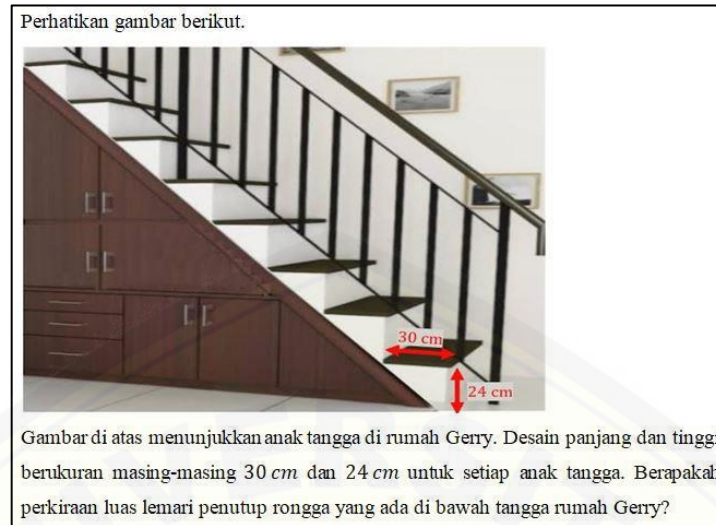 Perhatikan gambar berikut.
30 cm
24 cm
Gambar di atas menunjukkan anak tangga di rumah Gerry. Desain panjang dan tinggi
berukuran masing-masing 30 cm dan 24 cm untuk setiap anak tangga. Berapakah
perkiraan luas lemari penutup rongga yang ada di bawah tangga rumah Gerry?